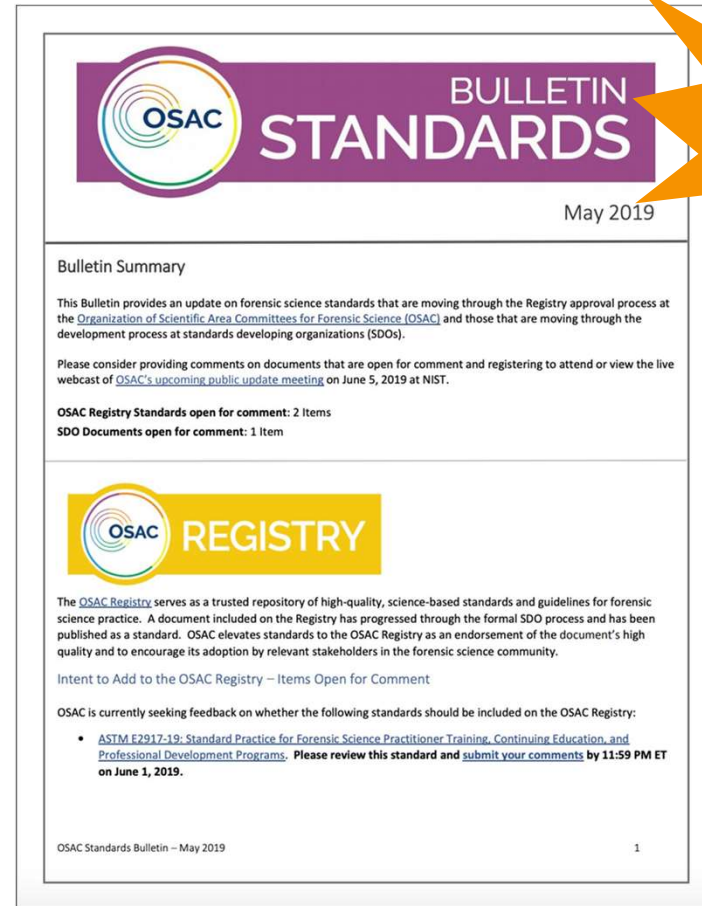 OSAC
BULLETIN
STANDARDS
May 2019
Bulletin Summary
This Bulletin provides an update on forensic science standards that are moving through the Registry approval process at
the Organization of Scientific Area Committees for Forensic Science (OSAC) and those that are moving through the
development process at standards developing organizations (SDOs).
Please consider providing comments on documents that are open for comment and registering to attend or view the live
webcast of OSAC's upcoming public update meeting on June 5, 2019 at NIST.
OSAC Registry Standards open for comment: 2 Items
SDO Documents open for comment: 1 Item
OSAC
REGISTRY
The OSAC Registry serves as a trusted repository of high-quality, science-based standards and guidelines for forensic
science practice. A document included on the Registry has progressed through the formal SDO process and has been
published as a standard. OSAC elevates standards to the OSAC Registry as an endorsement of the document's high
quality and to encourage its adoption by relevant stakeholders in the forensic science community.
Intent to Add to the OSAC Registry – Items Open for Comment
OSAC is currently seeking feedback on whether the following standards should be included on the OSAC Registry:
• ASTM E2917-19: Standard Practice for Forensic Science Practitioner Training, Continuing Education, and
Professional Development Programs. Please review this standard and submit your comments by 11:59 PM ET
on June 1, 2019.
OSAC Standards Bulletin – May 2019 1